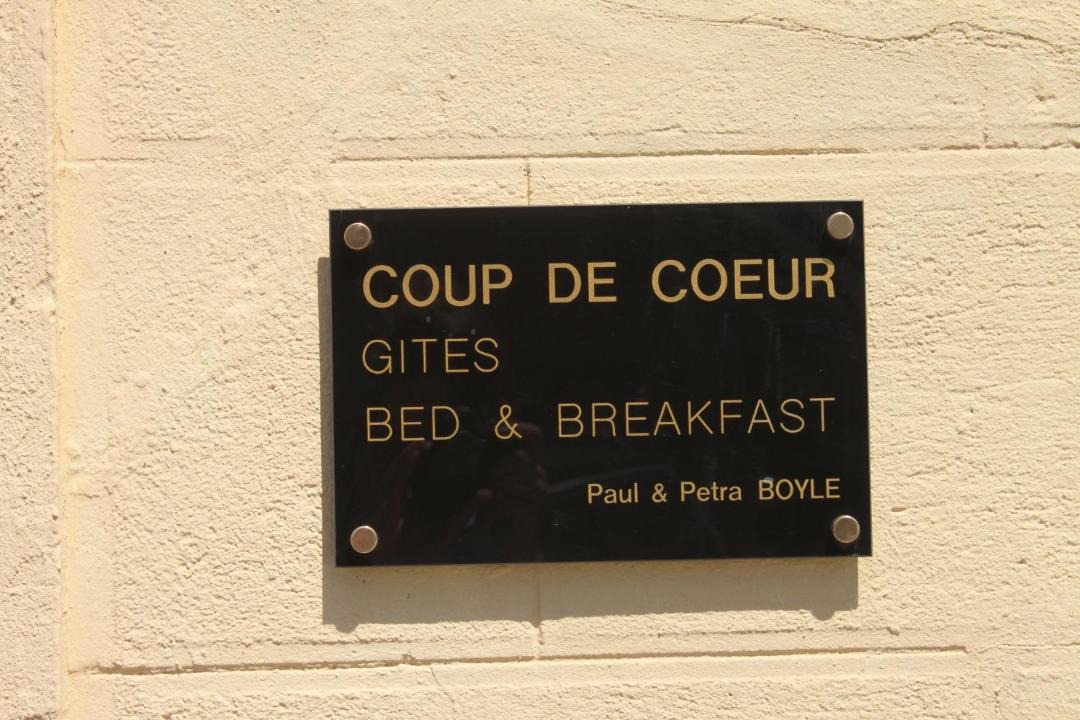 COUP DE COEUR
GITES
BED & BREAKFAST
Paul & Petra BOYLE